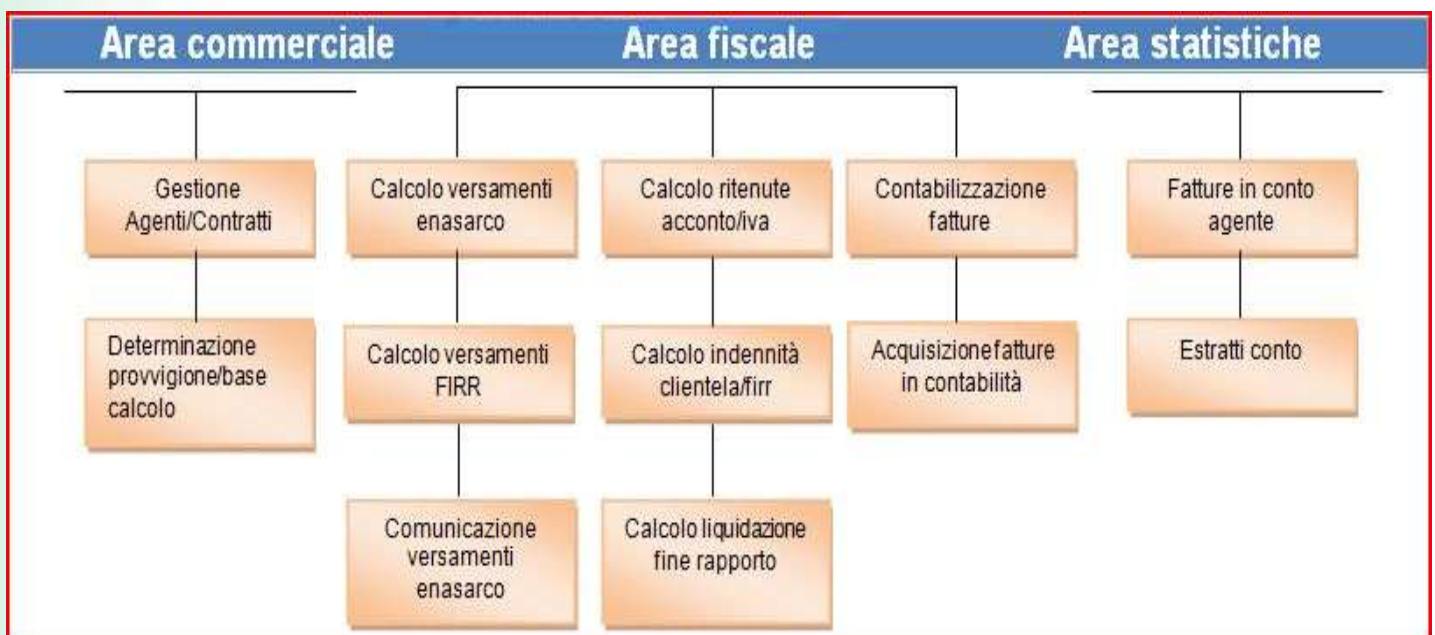 Area commerciale
Area fiscale
Area statistiche
Gestione
Agenti/Contratti
Determinazione
provvigione/base
calcolo
Calcolo versamenti
enasarco
Calcolo versamenti
FIRR
Comunicazione
versamenti
enasarco
Calcolo ritenute
acconto/iva
Calcolo indennità
clientela/firr
Calcolo liquidazione
fine rapporto
Contabilizzazione
fatture
Acquisizione fatture
in contabilità
Fatture in conto
agente
Estratti conto